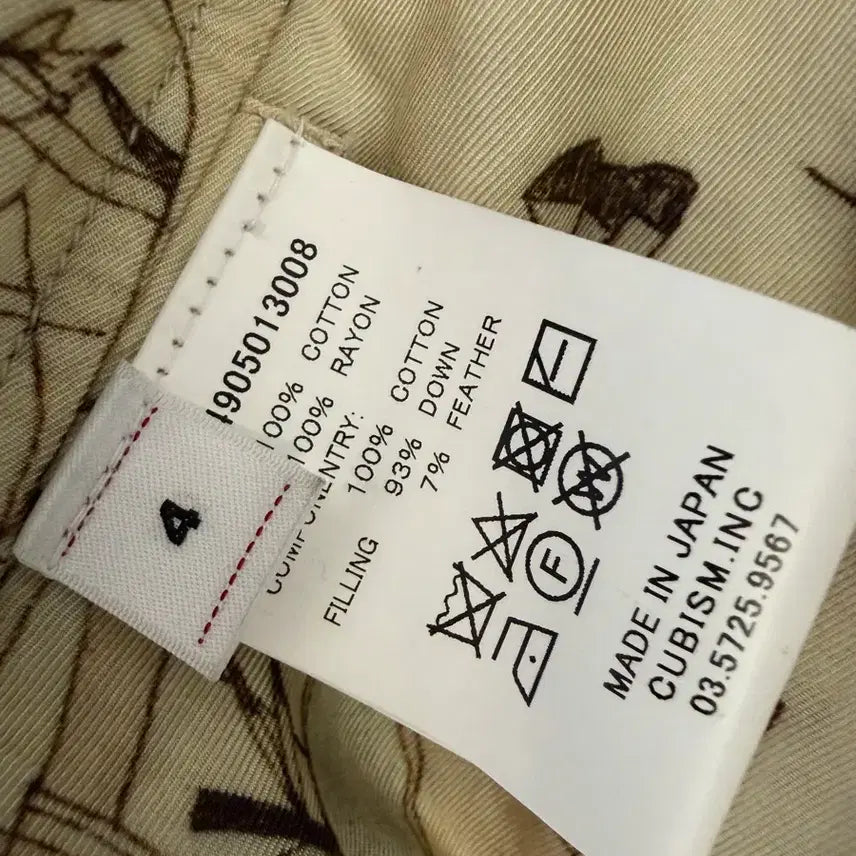 4905013008
100% COTTON
100% RAYON
COMPONENTRY:
100% COTTON
FILLING 93% DOWN
7% FEATHER
F
W
MADE IN JAPAN
CUBISM.INC
03.5725.9567
4